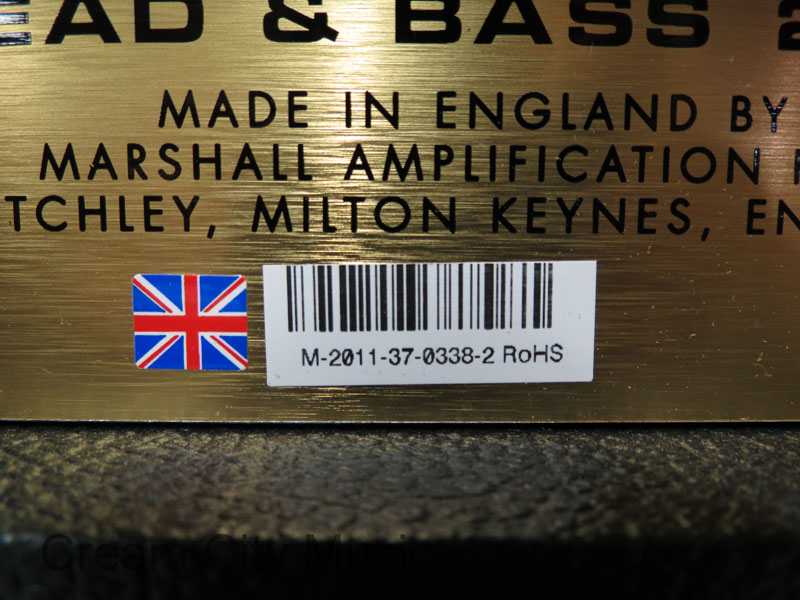 EAD & BASS 2
MADE IN ENGLAND BY
MARSHALL AMPLIFICATION P
TCHLEY, MILTON KEYNES, EN
M-2011-37-0338-2 RoHS
Cream City Music